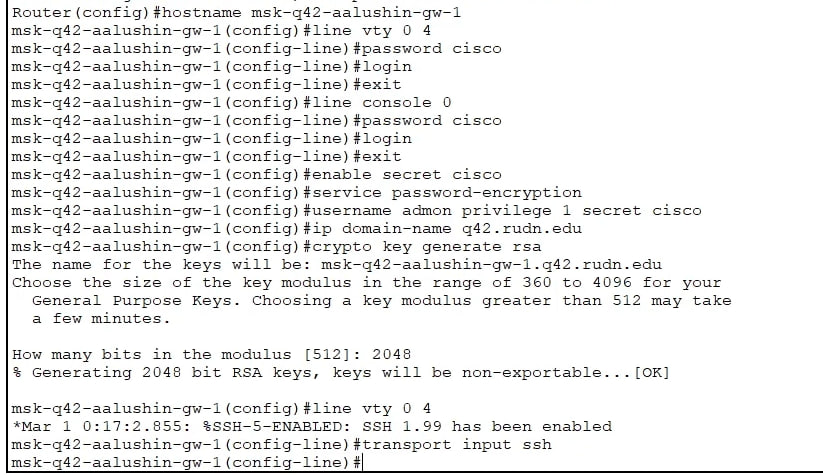 Router(config)#hostname msk-q42-aalushin-gw-1
msk-q42-aalushin-gw-1(config)#line vty 0 4
msk-q42-aalushin-gw-1(config-line)#password cisco
msk-q42-aalushin-gw-1(config-line)#login
msk-q42-aalushin-gw-1(config-line)#exit
msk-q42-aalushin-gw-1(config)#line console 0
msk-q42-aalushin-gw-1(config-line)#password cisco
msk-q42-aalushin-gw-1(config-line)#login
msk-q42-aalushin-gw-1(config-line)#exit
msk-q42-aalushin-gw-1(config)#enable secret cisco
msk-q42-aalushin-gw-1(config)#service password-encryption
msk-q42-aalushin-gw-1(config)#username admon privilege 1 secret cisco
msk-q42-aalushin-gw-1(config)#ip domain-name q42.rudn.edu
msk-q42-aalushin-gw-1(config)#crypto key generate rsa
The name for the keys will be: msk-q42-aalushin-gw-1.q42.rudn.edu
Choose the size of the key modulus in the range of 360 to 4096 for your
General Purpose Keys. Choosing a key modulus greater than 512 may take
a few minutes.
How many bits in the modulus [512]: 2048
% Generating 2048 bit RSA keys, keys will be non-exportable...[OK]
msk-q42-aalushin-gw-1(config)#line vty 0 4
*Mar 1 0:17:2.855: %SSH-5-ENABLED: SSH 1.99 has been enabled
msk-q42-aalushin-gw-1(config-line)#transport input ssh
msk-q42-aalushin-gw-1(config-line)#